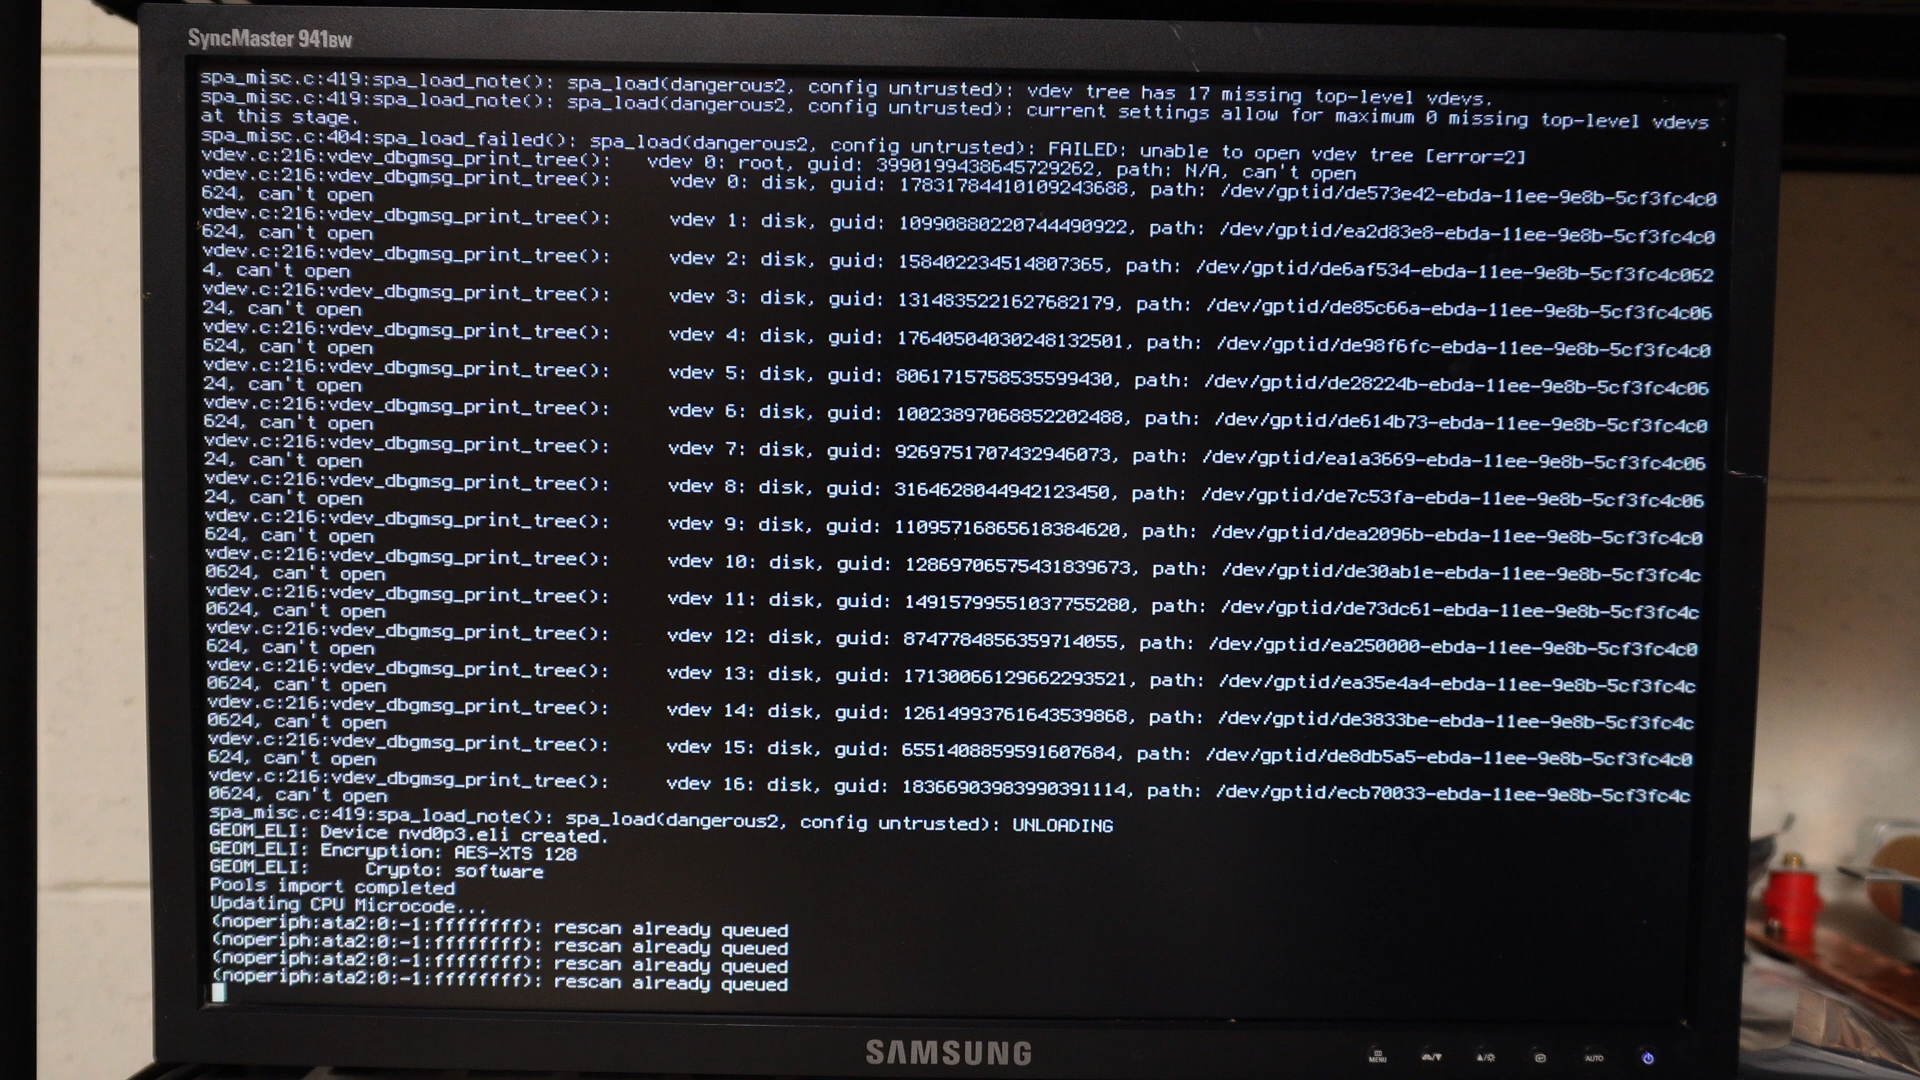 SyncMaster 941BW
spa_misc.c:419:spa_load_note(): spa_load(dangerous2, config untrusted): vdev tree has 17 missing top-level vdevs.
spa_misc.c:419:spa_load_note(): spa_load(dangerous2, config untrusted): current settings allow for maximum 0 missing top-level vdevs
at this stage.
spa_misc.c:404:spa_load_failed(): spa_load(dangerous2, config untrusted): FAILED: unable to open vdev tree [error=2]
vdev.c:216:vdev_dbgmsg_print_tree(): vdev 0: root, guid: 3990199438645729262, path: N/A, can't open
vdev.c:216:vdev_dbgmsg_print_tree(): vdev 0: disk, guid: 17831784410109243688, path: /dev/gptid/de573e42-ebda-11ee-9e8b-5cf3fc4c0
624, can't open
vdev.c:216:vdev_dbgmsg_print_tree(): vdev 1: disk, guid: 10990880220744490922, path: /dev/gptid/ea2d83e8-ebda-11ee-9e8b-5cf3fc4c0
624, can't open
vdev.c:216:vdev_dbgmsg_print_tree(): vdev 2: disk, guid: 158402234514807365, path: /dev/gptid/de6af534-ebda-11ee-9e8b-5cf3fc4c062
4, can't open
vdev.c:216:vdev_dbgmsg_print_tree(): vdev 3: disk, guid: 1314835221627682179, path: /dev/gptid/de85c66a-ebda-11ee-9e8b-5cf3fc4c06
24, can't open
vdev.c:216:vdev_dbgmsg_print_tree(): vdev 4: disk, guid: 17640504030248132501, path: /dev/gptid/de98f6fc-ebda-11ee-9e8b-5cf3fc4c0
624, can't open
vdev.c:216:vdev_dbgmsg_print_tree(): vdev 5: disk, guid: 8061715758535599430, path: /dev/gptid/de28224b-ebda-11ee-9e8b-5cf3fc4c06
24, can't open
vdev.c:216:vdev_dbgmsg_print_tree(): vdev 6: disk, guid: 10023897068852202488, path: /dev/gptid/de614b73-ebda-11ee-9e8b-5cf3fc4c0
624, can't open
vdev.c:216:vdev_dbgmsg_print_tree(): vdev 7: disk, guid: 9269751707432946073, path: /dev/gptid/ea1a3669-ebda-11ee-9e8b-5cf3fc4c06
24, can't open
vdev.c:216:vdev_dbgmsg_print_tree(): vdev 8: disk, guid: 3164628044942123450, path: /dev/gptid/de7c53fa-ebda-11ee-9e8b-5cf3fc4c06
24, can't open
vdev.c:216:vdev_dbgmsg_print_tree(): vdev 9: disk, guid: 11095716865618384620, path: /dev/gptid/dea2096b-ebda-11ee-9e8b-5cf3fc4c0
624, can't open
vdev.c:216:vdev_dbgmsg_print_tree(): vdev 10: disk, guid: 12869706575431839673, path: /dev/gptid/de30ab1e-ebda-11ee-9e8b-5cf3fc4c
0624, can't open
vdev.c:216:vdev_dbgmsg_print_tree(): vdev 11: disk, guid: 14915799551037755280, path: /dev/gptid/de73dc61-ebda-11ee-9e8b-5cf3fc4c
0624, can't open
vdev.c:216:vdev_dbgmsg_print_tree(): vdev 12: disk, guid: 8747784856359714055, path: /dev/gptid/ea250000-ebda-11ee-9e8b-5cf3fc4c0
624, can't open
vdev.c:216:vdev_dbgmsg_print_tree(): vdev 13: disk, guid: 17130066129662293521, path: /dev/gptid/ea35e4a4-ebda-11ee-9e8b-5cf3fc4c
0624, can't open
vdev.c:216:vdev_dbgmsg_print_tree(): vdev 14: disk, guid: 12614993761643539868, path: /dev/gptid/de3833be-ebda-11ee-9e8b-5cf3fc4c
0624, can't open
vdev.c:216:vdev_dbgmsg_print_tree(): vdev 15: disk, guid: 6551408859591607684, path: /dev/gptid/de8db5a5-ebda-11ee-9e8b-5cf3fc4c0
624, can't open
vdev.c:216:vdev_dbgmsg_print_tree(): vdev 16: disk, guid: 18366903983990391114, path: /dev/gptid/ecb70033-ebda-11ee-9e8b-5cf3fc4c
0624, can't open
spa_misc.c:419:spa_load_note(): spa_load(dangerous2, config untrusted): UNLOADING
GEOM_ELI: Device nvd0p3.eli created.
GEOM_ELI: Encryption: AES-XTS 128
GEOM_ELI: Crypto: software
Pools import completed
Updating CPU Microcode...
(noperiph:ata2:0:-1:ffffffff): rescan already queued
(noperiph:ata2:0:-1:ffffffff): rescan already queued
(noperiph:ata2:0:-1:ffffffff): rescan already queued
(noperiph:ata2:0:-1:ffffffff): rescan already queued
SAMSUNG
MENU
AUTO